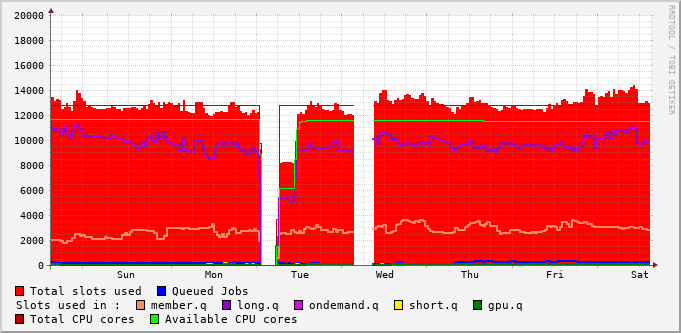 RRDTOOL / TOBI OETIKER
20000
18000
16000
14000
12000
10000
8000
6000
4000
2000
0
Sun Mon Tue Wed Thu Fri Sat
Total slots used Queued Jobs
Slots used in : member.q long.q ondemand.q short.q gpu.q
Total CPU cores Available CPU cores